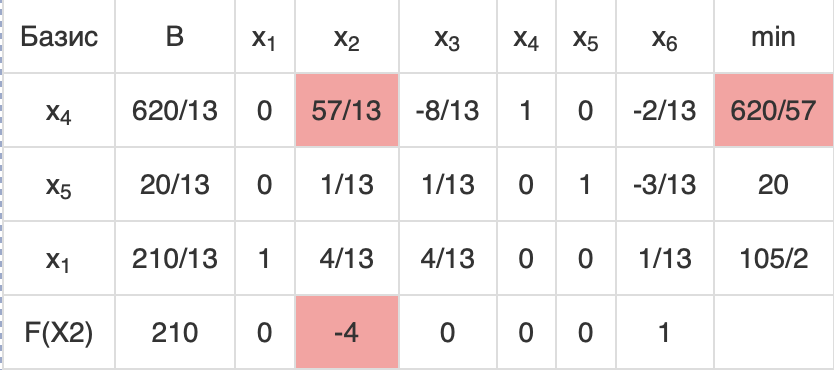 Базис B x₁ x₂ x₃ x₄ x₅ x₆ min
x₄ 620/13 0 57/13 -8/13 1 0 -2/13 620/57
x₅ 20/13 0 1/13 1/13 0 1 -3/13 20
x₁ 210/13 1 4/13 4/13 0 0 1/13 105/2
F(X2) 210 0 -4 0 0 0 1